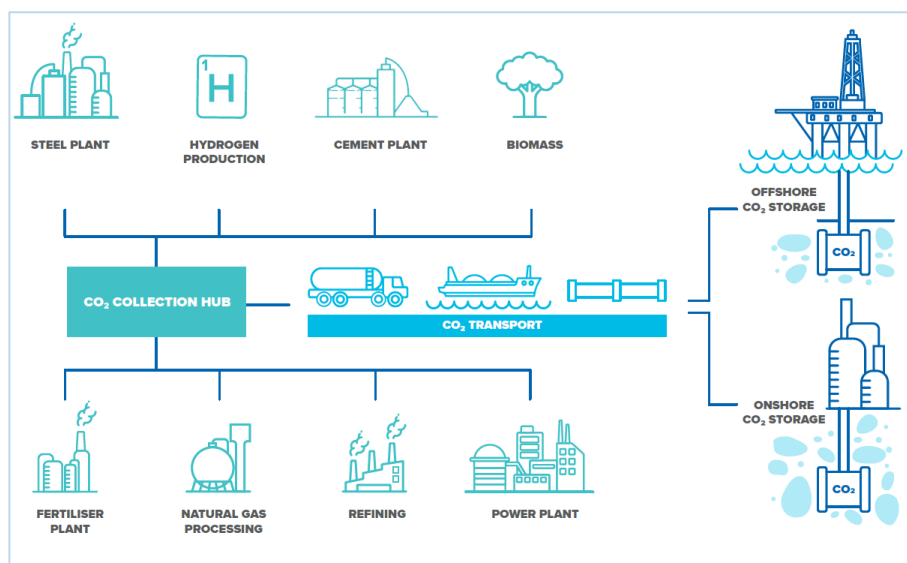 1
H
STEEL PLANT
HYDROGEN
PRODUCTION
CEMENT PLANT
BIOMASS
OFFSHORE
CO₂ STORAGE
CO₂
CO₂ COLLECTION HUB
CO₂ TRANSPORT
ONSHORE
CO₂ STORAGE
CO₂
FERTILISER
PLANT
NATURAL GAS
PROCESSING
REFINING
POWER PLANT